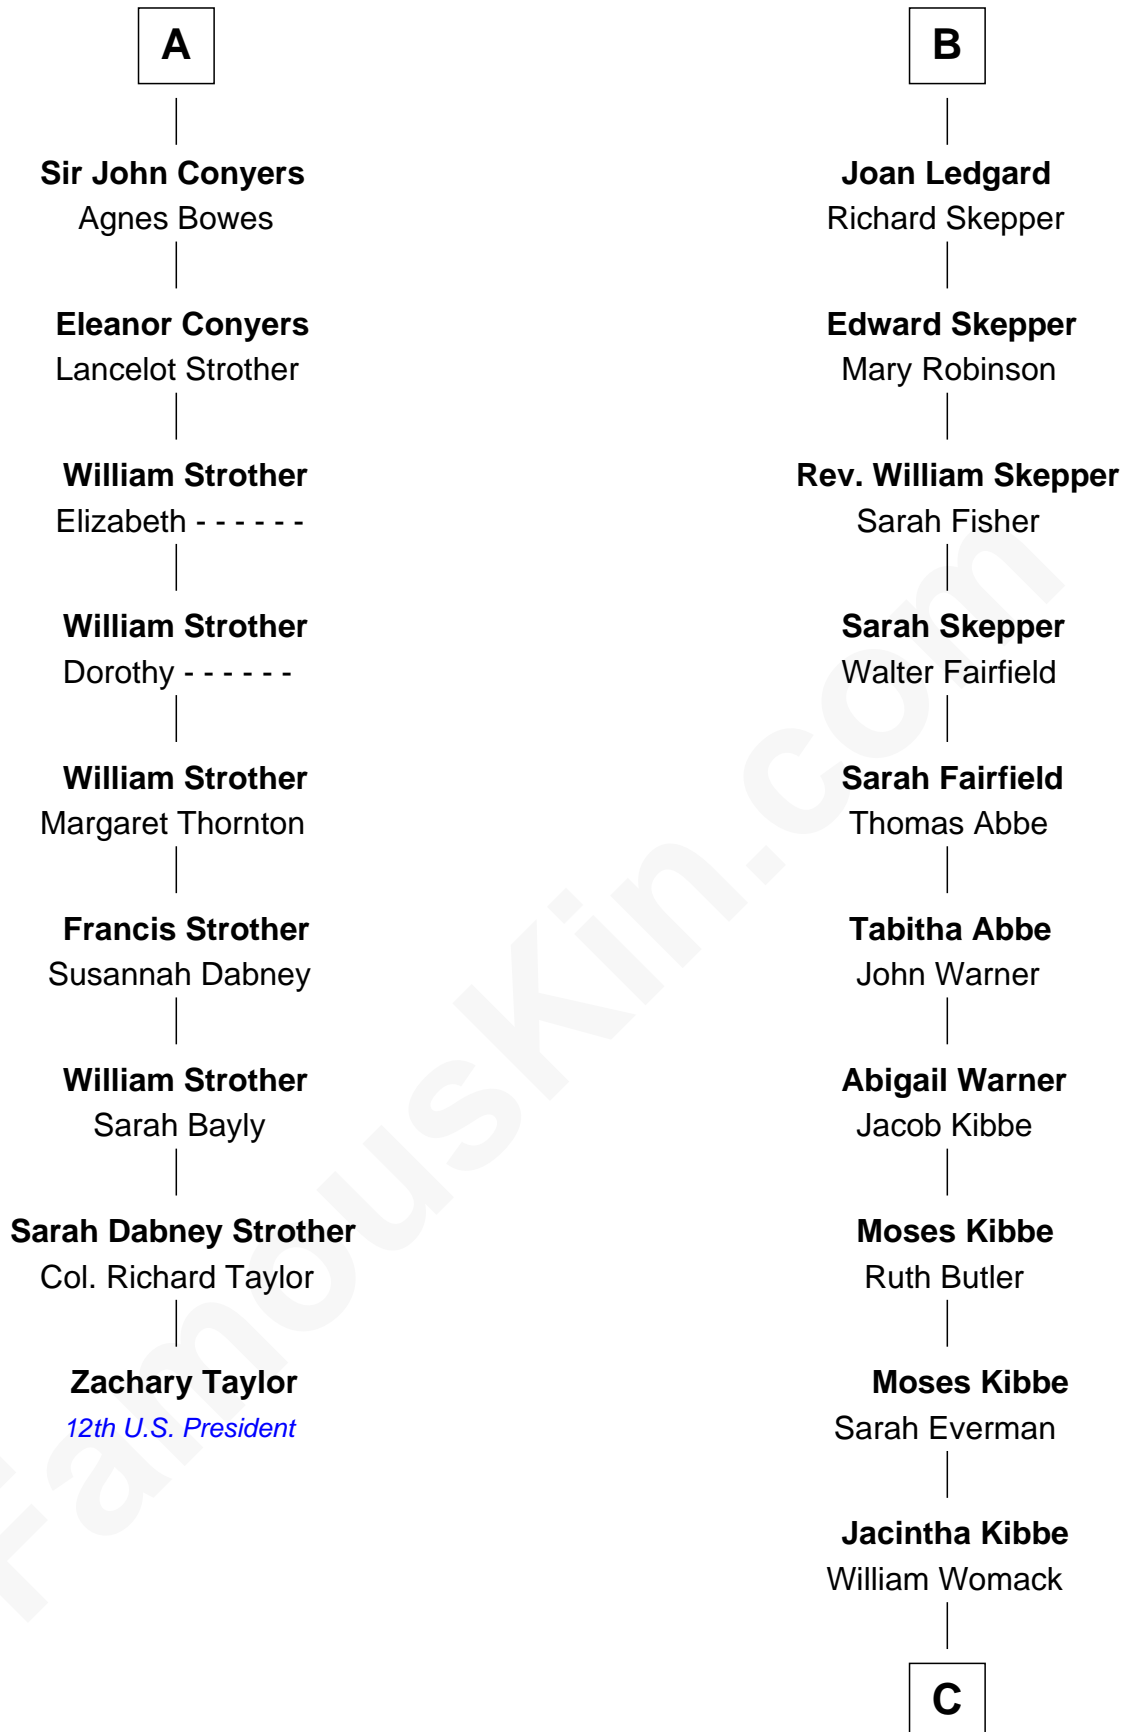 A
Sir John Conyers
Agnes Bowes
Eleanor Conyers
Lancelot Strother
William Strother
Elizabeth - - - - - -
William Strother
Dorothy - - - - - -
William Strother
Margaret Thornton
Francis Strother
Susannah Dabney
William Strother
Sarah Bayly
Sarah Dabney Strother
Col. Richard Taylor
Zachary Taylor
12th U.S. President
B
Joan Ledgard
Richard Skepper
Edward Skepper
Mary Robinson
Rev. William Skepper
Sarah Fisher
Sarah Skepper
Walter Fairfield
Sarah Fairfield
Thomas Abbe
Tabitha Abbe
John Warner
Abigail Warner
Jacob Kibbe
Moses Kibbe
Ruth Butler
Moses Kibbe
Sarah Everman
Jacintha Kibbe
William Womack
C
FamousKin.com